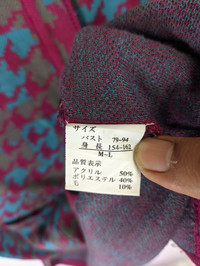 サイズ
バスト 79-94
身長 154-162
M-L
品質表示
アクリル 50%
ポリエステル 40%
毛 10%